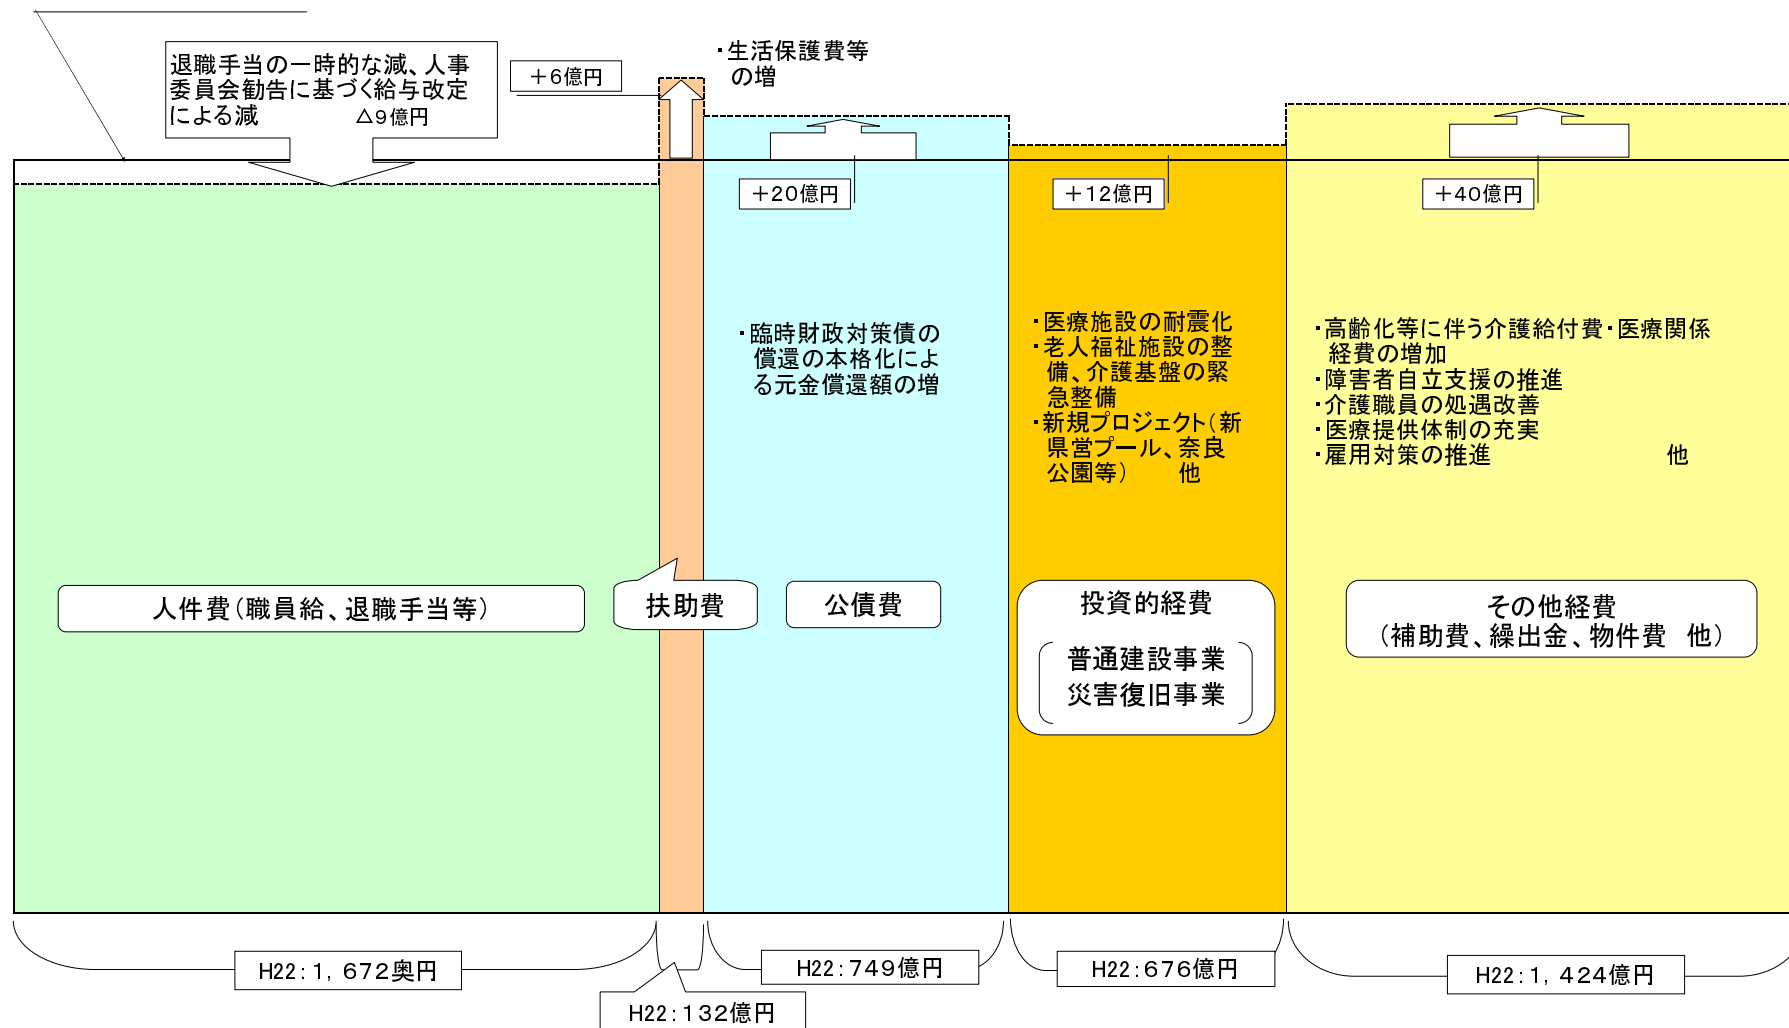 退職手当の一時的な減、人事
委員会勧告に基づく給与改定
による減　△9億円
＋6億円
・生活保護費等
の増
＋20億円
＋12億円
＋40億円
・臨時財政対策債の
償還の本格化によ
る元金償還額の増
・医療施設の耐震化
・老人福祉施設の整
備、介護基盤の緊
急整備
・新規プロジェクト（新
県営プール、奈良
公園等）　他
・高齢化等に伴う介護給付費・医療関係
経費の増加
・障害者自立支援の推進
・介護職員の処遇改善
・医療提供体制の充実
・雇用対策の推進　他
人件費（職員給、退職手当等）
扶助費
公債費
投資的経費
普通建設事業
災害復旧事業
その他経費
（補助費、繰出金、物件費　他）
H22：1，672奥円
H22：132億円
H22：749億円
H22：676億円
H22：1，424億円